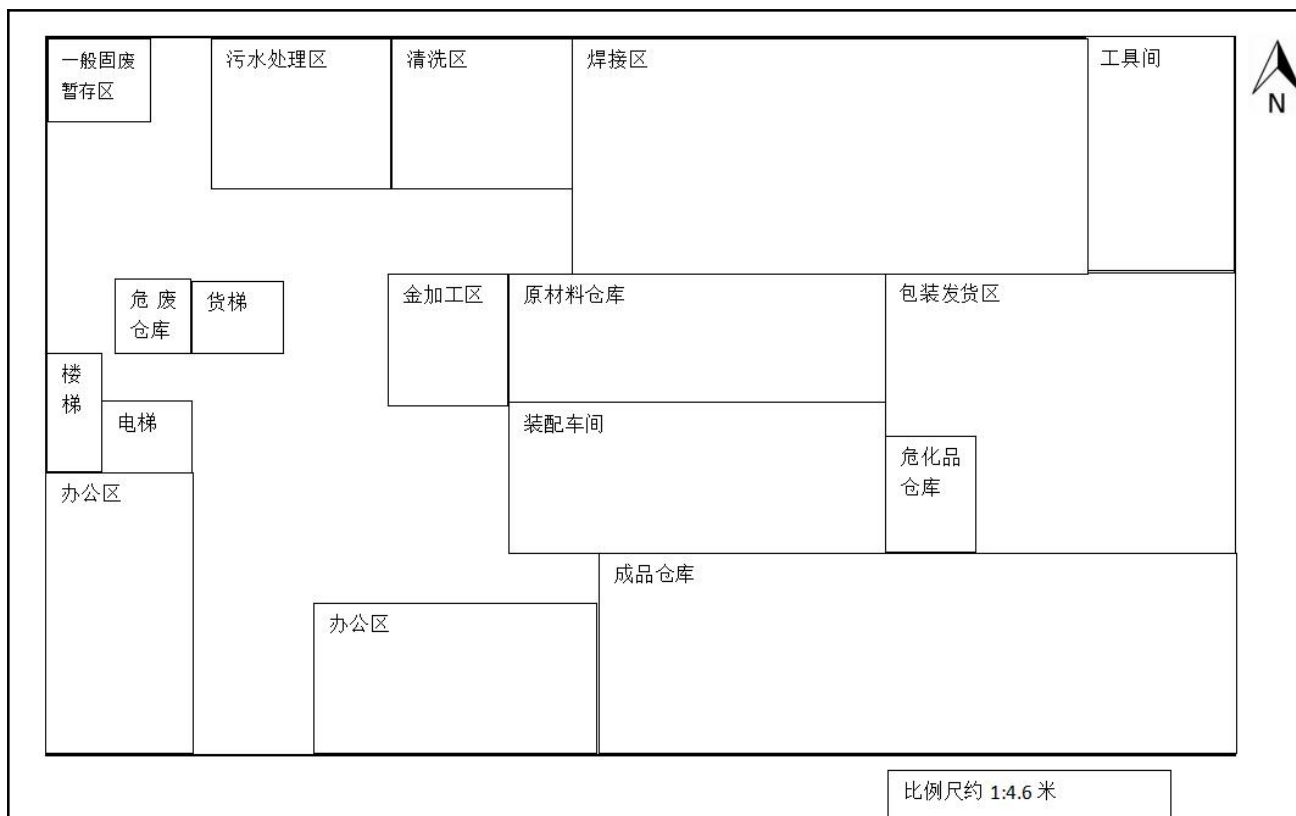 一般固废
暂存区
污水处理区
清洗区
焊接区
工具间
N
危 废
仓库
货梯
金加工区
原材料仓库
包装发货区
楼
梯
电梯
装配车间
危化品
仓库
办公区
成品仓库
办公区
比例尺约 1:4.6 米